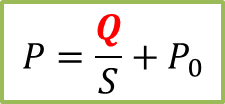 P = Q/S + P₀